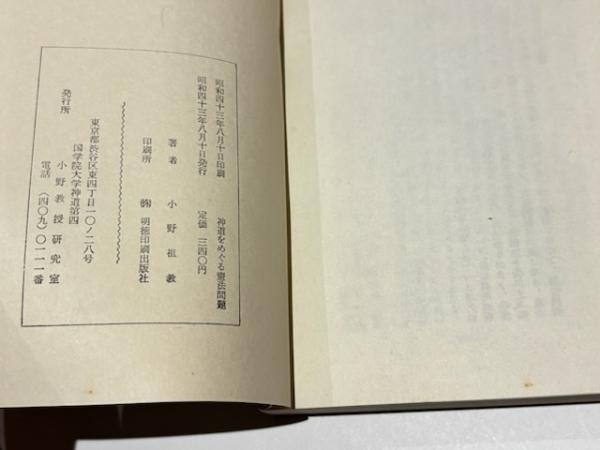 昭和四十三年八月十日印刷
昭和四十三年八月十日発行
神道をめぐる憲法問題
定価 三四〇円
著者 小野祖教
印刷所 ㈱ 明徳印刷出版社
発行所
東京都渋谷区東四丁目一〇ノ二八号
国学院大学神道第四
小野教授研究室
電話 (四〇九)〇一一一番